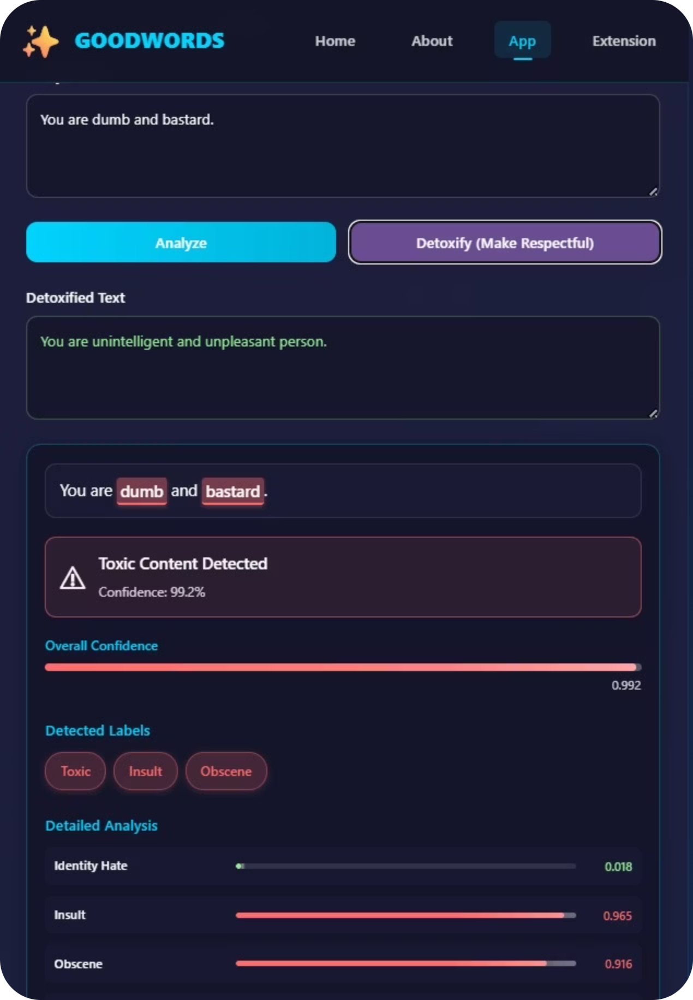 GOODWORDS
Home
About
App
Extension
You are dumb and bastard.
Analyze
Detoxify (Make Respectful)
Detoxified Text
You are unintelligent and unpleasant person.
You are dumb and bastard.
Toxic Content Detected
Confidence: 99.2%
Overall Confidence
0.992
Detected Labels
Toxic
Insult
Obscene
Detailed Analysis
Identity Hate 0.018
Insult 0.965
Obscene 0.916